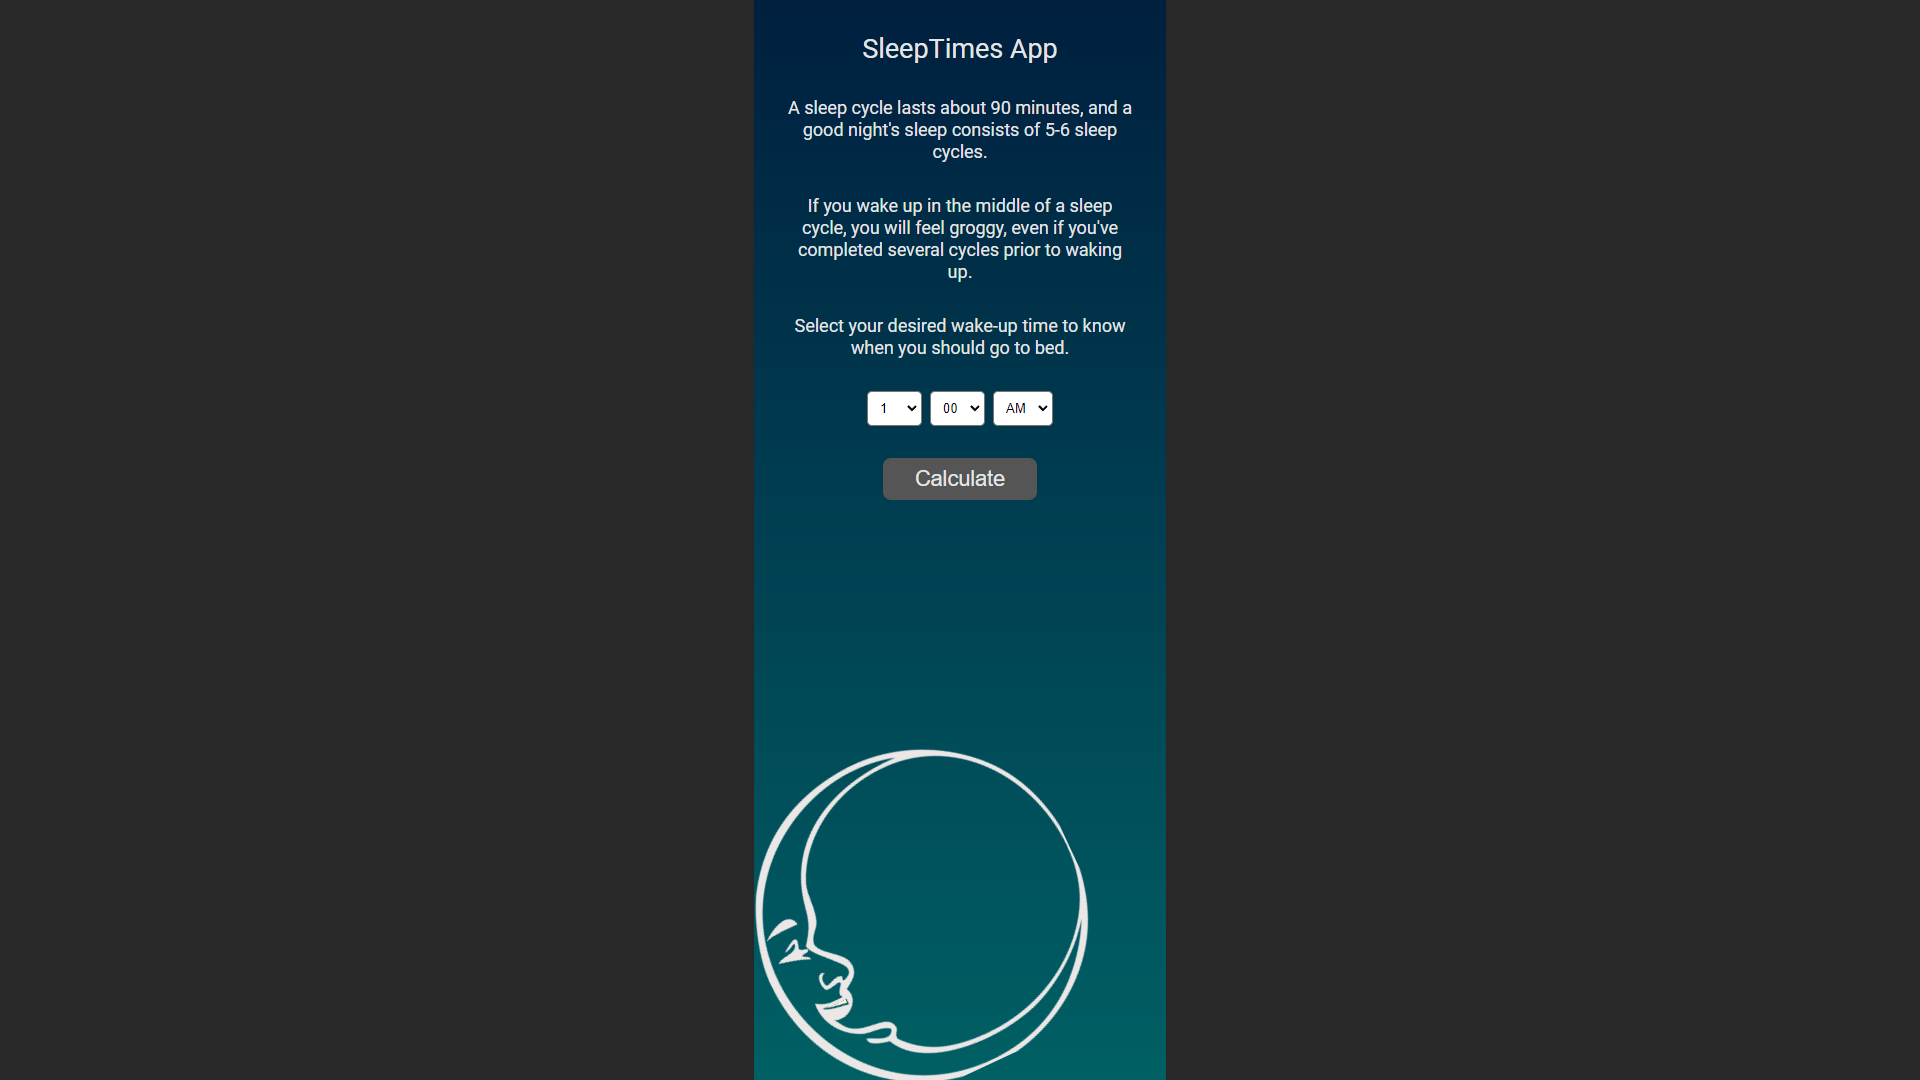 SleepTimes App
A sleep cycle lasts about 90 minutes, and a
good night's sleep consists of 5-6 sleep
cycles.
If you wake up in the middle of a sleep
cycle, you will feel groggy, even if you've
completed several cycles prior to waking
up.
Select your desired wake-up time to know
when you should go to bed.
1 00 AM
Calculate